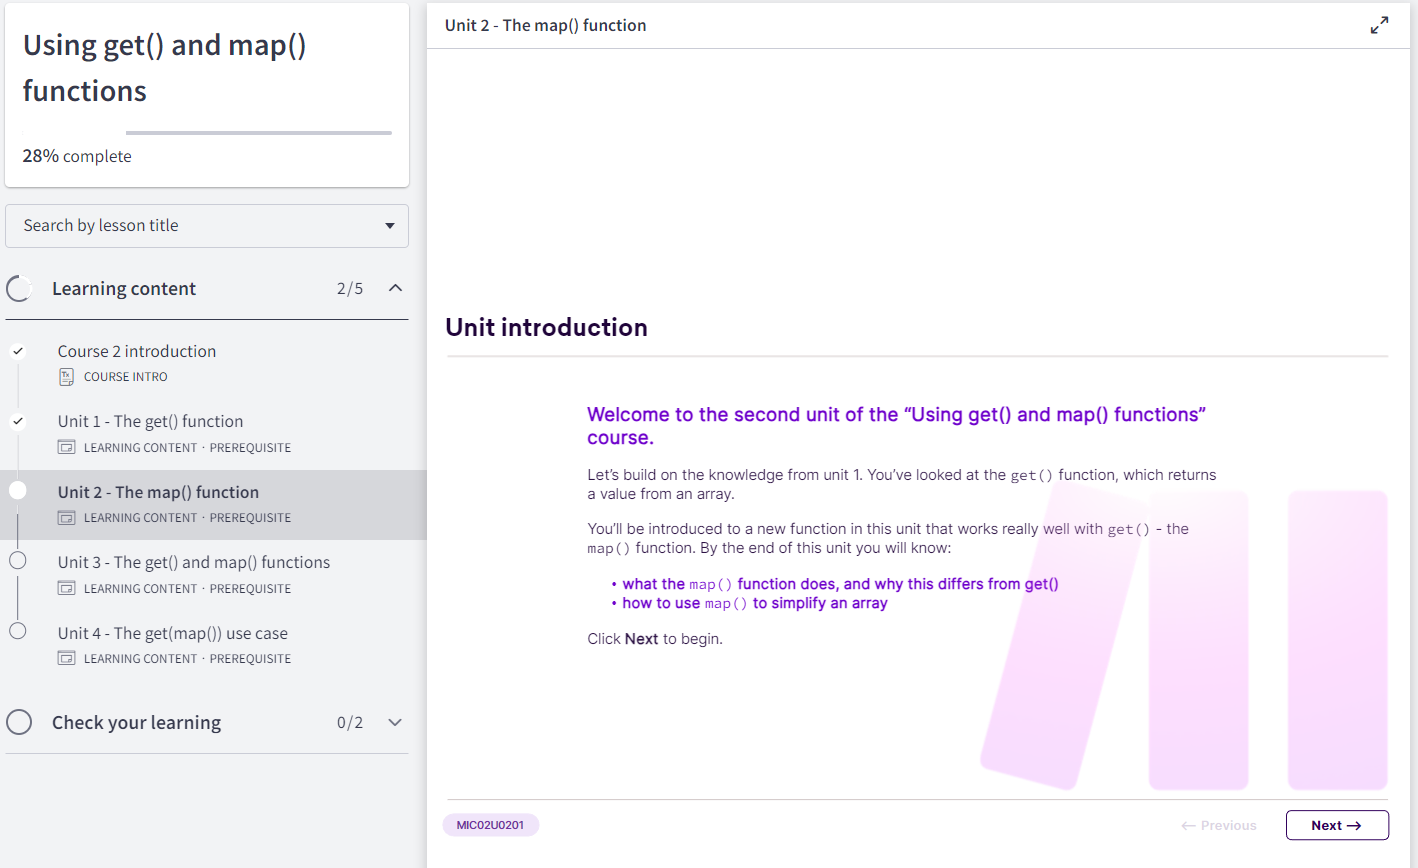 Using get() and map()
functions
28% complete
Search by lesson title
Learning content 2/5
Course 2 introduction
COURSE INTRO
Unit 1 - The get() function
LEARNING CONTENT · PREREQUISITE
Unit 2 - The map() function
LEARNING CONTENT · PREREQUISITE
Unit 3 - The get() and map() functions
LEARNING CONTENT · PREREQUISITE
Unit 4 - The get(map()) use case
LEARNING CONTENT · PREREQUISITE
Check your learning 0/2
Unit 2 - The map() function
Unit introduction
Welcome to the second unit of the “Using get() and map() functions”
course.
Let’s build on the knowledge from unit 1. You’ve looked at the get() function, which returns
a value from an array.
You’ll be introduced to a new function in this unit that works really well with get() - the
map() function. By the end of this unit you will know:
• what the map() function does, and why this differs from get()
• how to use map() to simplify an array
Click Next to begin.
MIC02U0201
← Previous
Next →